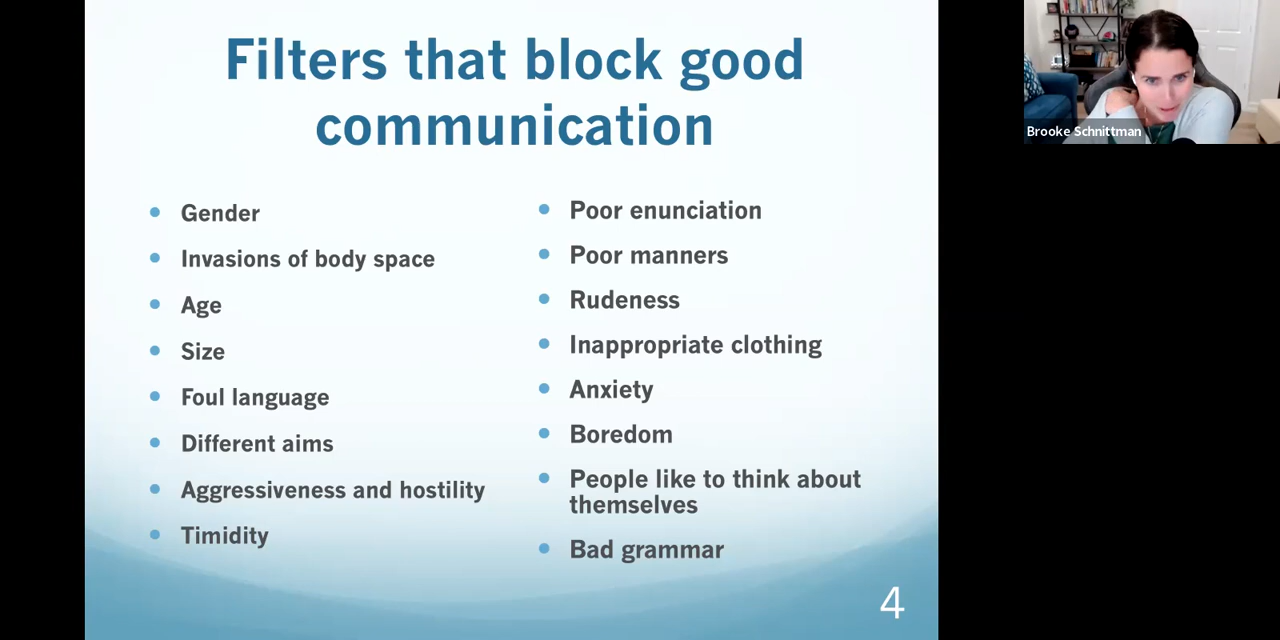 Filters that block good
communication
Gender
Invasions of body space
Age
Size
Foul language
Different aims
Aggressiveness and hostility
Timidity
Poor enunciation
Poor manners
Rudeness
Inappropriate clothing
Anxiety
Boredom
People like to think about
themselves
Bad grammar
4
Brooke Schnittman